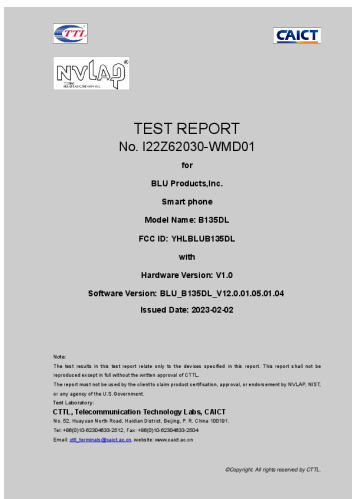 CTTL
CAICT
NVLAP®
TEST REPORT
No. I22Z62030-WMD01
for
BLU Products,Inc.
Smart phone
Model Name: B135DL
FCC ID: YHLBLUB135DL
with
Hardware Version: V1.0
Software Version: BLU_B135DL_V12.0.01.05.01.04
Issued Date: 2023-02-02
Note:
The test results in this test report relate only to the devices specified in this report. This report shall not be
reproduced except in full without the written approval of CTTL.
The report must not be used by the client to claim product certification, approval, or endorsement by NVLAP, NIST,
or any agency of the U.S. Government.
Test Laboratory:
CTTL, Telecommunication Technology Labs, CAICT
No. 52, Huayuan North Road, Haidian District, Beijing, P. R. China 100191.
Tel: +86(0)10-62304633-2512, Fax: +86(0)10-62304633-2504
Email: cttl_terminals@caict.ac.cn, website: www.caict.ac.cn
©Copyright. All rights reserved by CTTL.